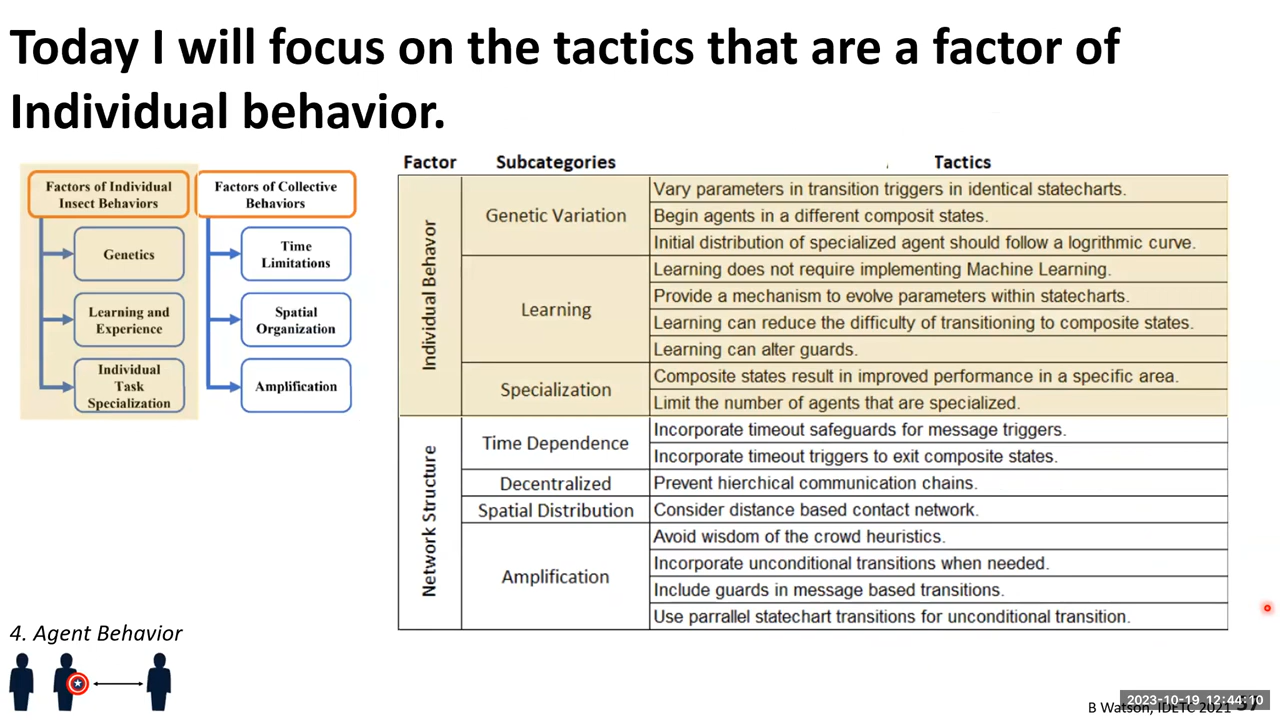 Today I will focus on the tactics that are a factor of
Individual behavior.
Factors of Individual
Insect Behaviors
Genetics
Learning and
Experience
Individual
Task
Specialization
Factors of Collective
Behaviors
Time
Limitations
Spatial
Organization
Amplification
Factor Subcategories Tactics
Individual Behavor
Genetic Variation
Vary parameters in transition triggers in identical statecharts.
Begin agents in a different composit states.
Initial distribution of specialized agent should follow a logrithmic curve.
Learning
Learning does not require implementing Machine Learning.
Provide a mechanism to evolve parameters within statecharts.
Learning can reduce the difficulty of transitioning to composite states.
Learning can alter guards.
Specialization
Composite states result in improved performance in a specific area.
Limit the number of agents that are specialized.
Network Structure
Time Dependence
Incorporate timeout safeguards for message triggers.
Incorporate timeout triggers to exit composite states.
Decentralized
Prevent hierchical communication chains.
Spatial Distribution
Consider distance based contact network.
Amplification
Avoid wisdom of the crowd heuristics.
Incorporate unconditional transitions when needed.
Include guards in message based transitions.
Use parrallel statechart transitions for unconditional transition.
4. Agent Behavior
B Watson, IDETC 2021
2023-10-19 12:44:10